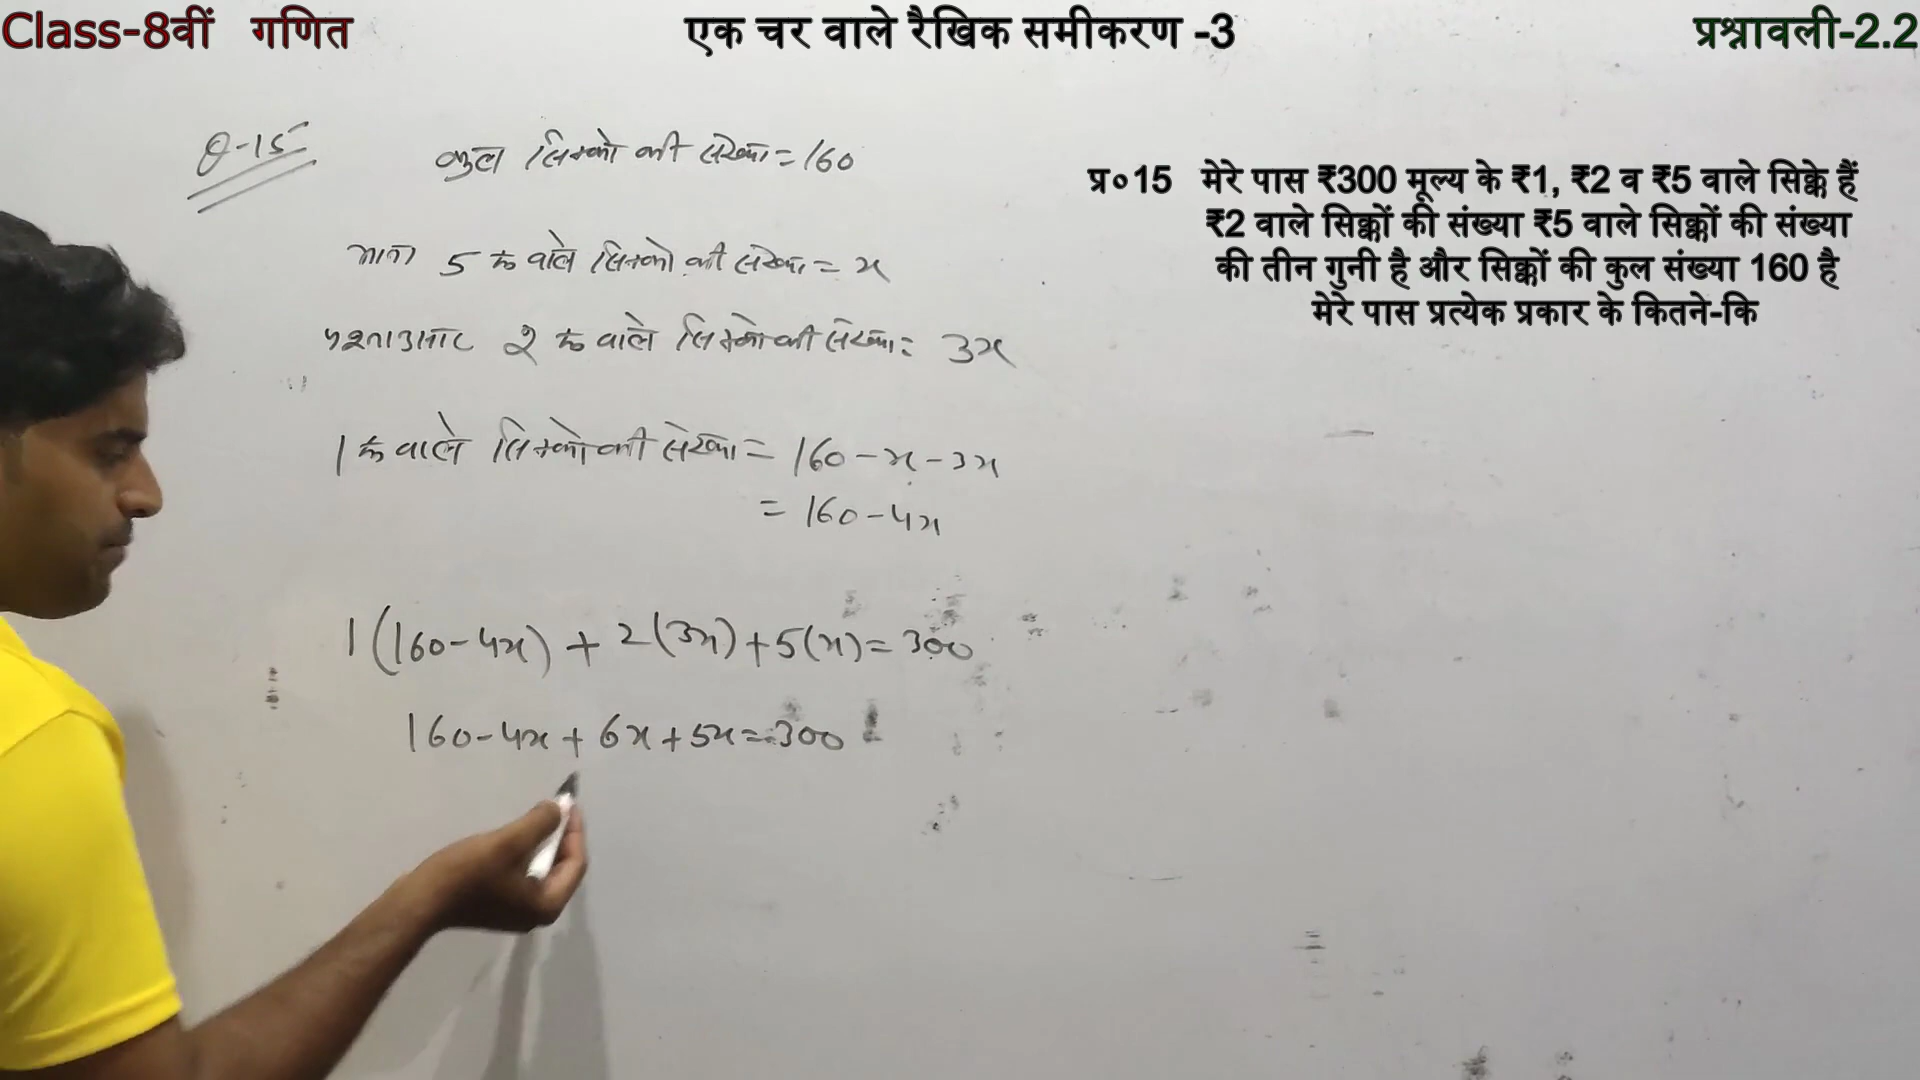 Class-8वीं गणित
एक चर वाले रैखिक समीकरण -3
प्रश्नावली-2.2
Q-15
कुल सिक्को की संख्या = 160
माना 5 रु वाले सिक्को की संख्या = x
प्रश्नानुसार 2 रु वाले सिक्को की संख्या = 3x
1 रु वाले सिक्को की संख्या = 160 - x - 3x
= 160 - 4x
1(160 - 4x) + 2(3x) + 5(x) = 300
160 - 4x + 6x + 5x = 300
प्र०15 मेरे पास ₹300 मूल्य के ₹1, ₹2 व ₹5 वाले सिक्के हैं
₹2 वाले सिक्कों की संख्या ₹5 वाले सिक्कों की संख्या
की तीन गुनी है और सिक्कों की कुल संख्या 160 है
मेरे पास प्रत्येक प्रकार के कितने-कि